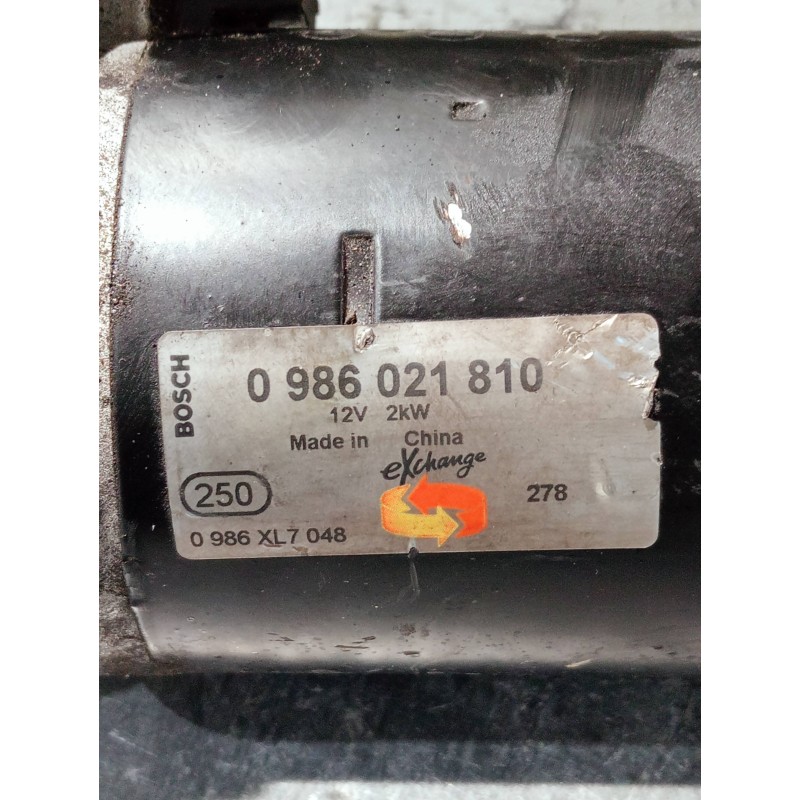 BOSCH
0 986 021 810
12V 2kW
Made in China
eXchange
250
278
0 986 XL7 048